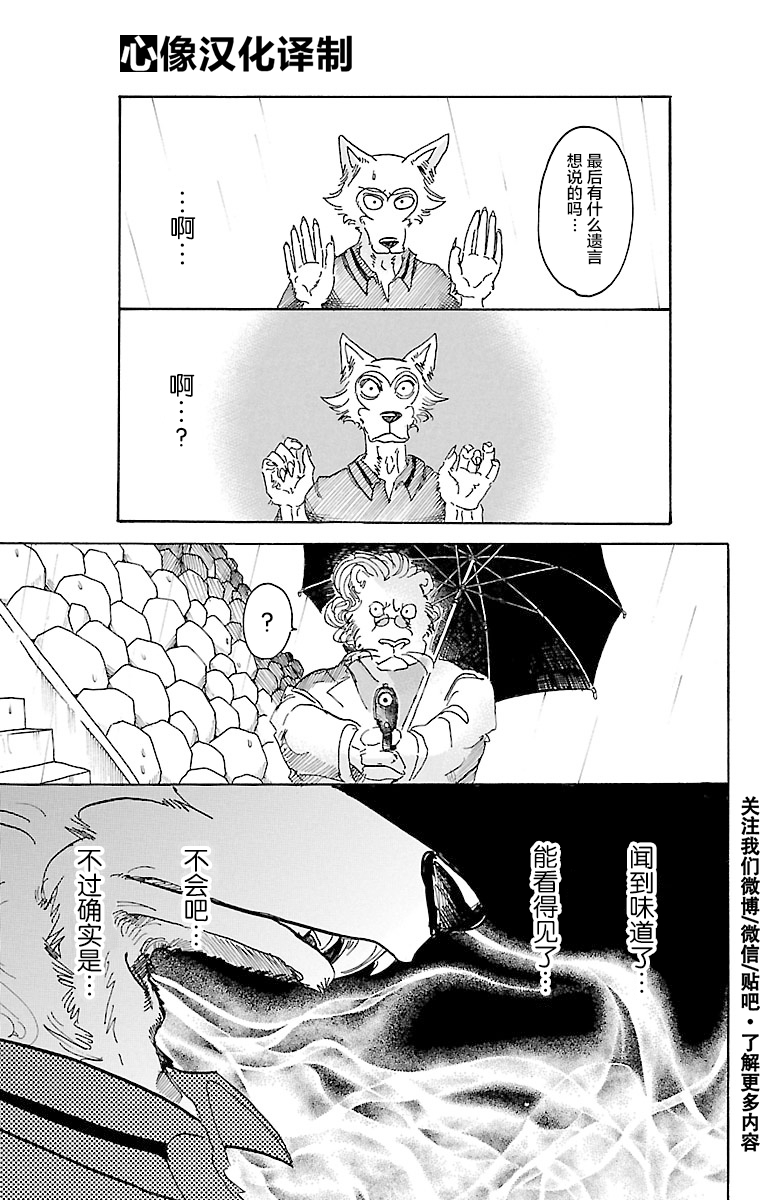 心像汉化译制
最后有什么遗言
想说的吗…
…啊……
啊……?
?
闻到味道了…
能看得见了…
不会吧…
不过确实是…
关注我们微博/微信/贴吧·了解更多内容